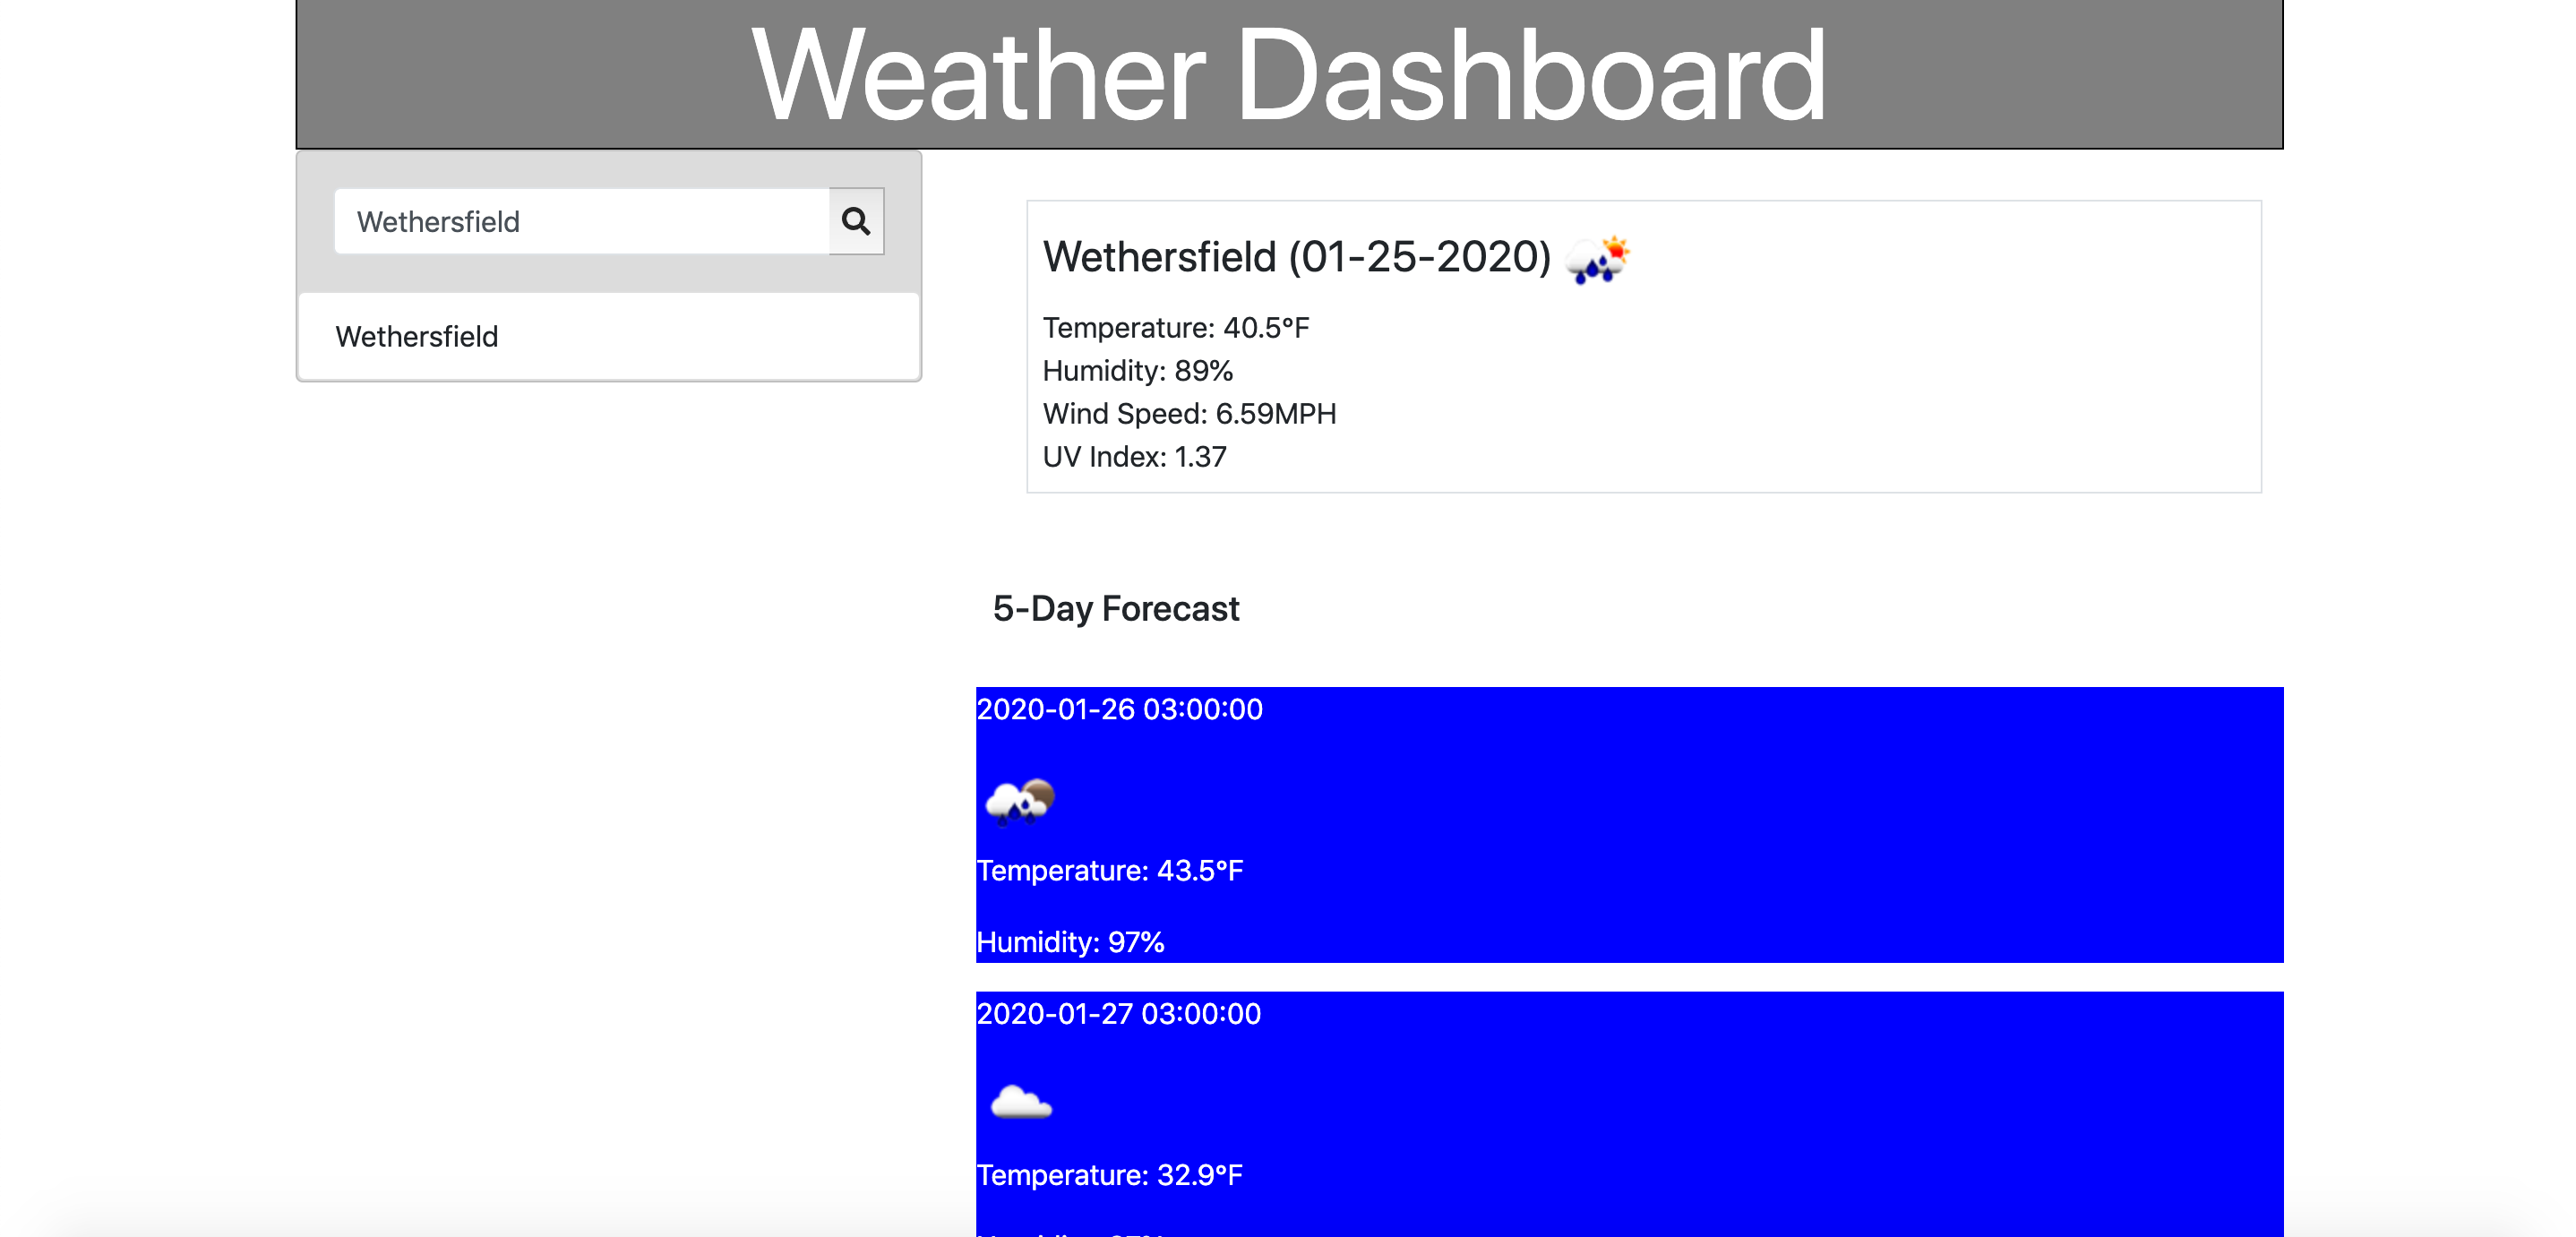 Weather Dashboard
Wethersfield
Wethersfield
Wethersfield (01-25-2020)
Temperature: 40.5°F
Humidity: 89%
Wind Speed: 6.59MPH
UV Index: 1.37
5-Day Forecast
2020-01-26 03:00:00
Temperature: 43.5°F
Humidity: 97%
2020-01-27 03:00:00
Temperature: 32.9°F